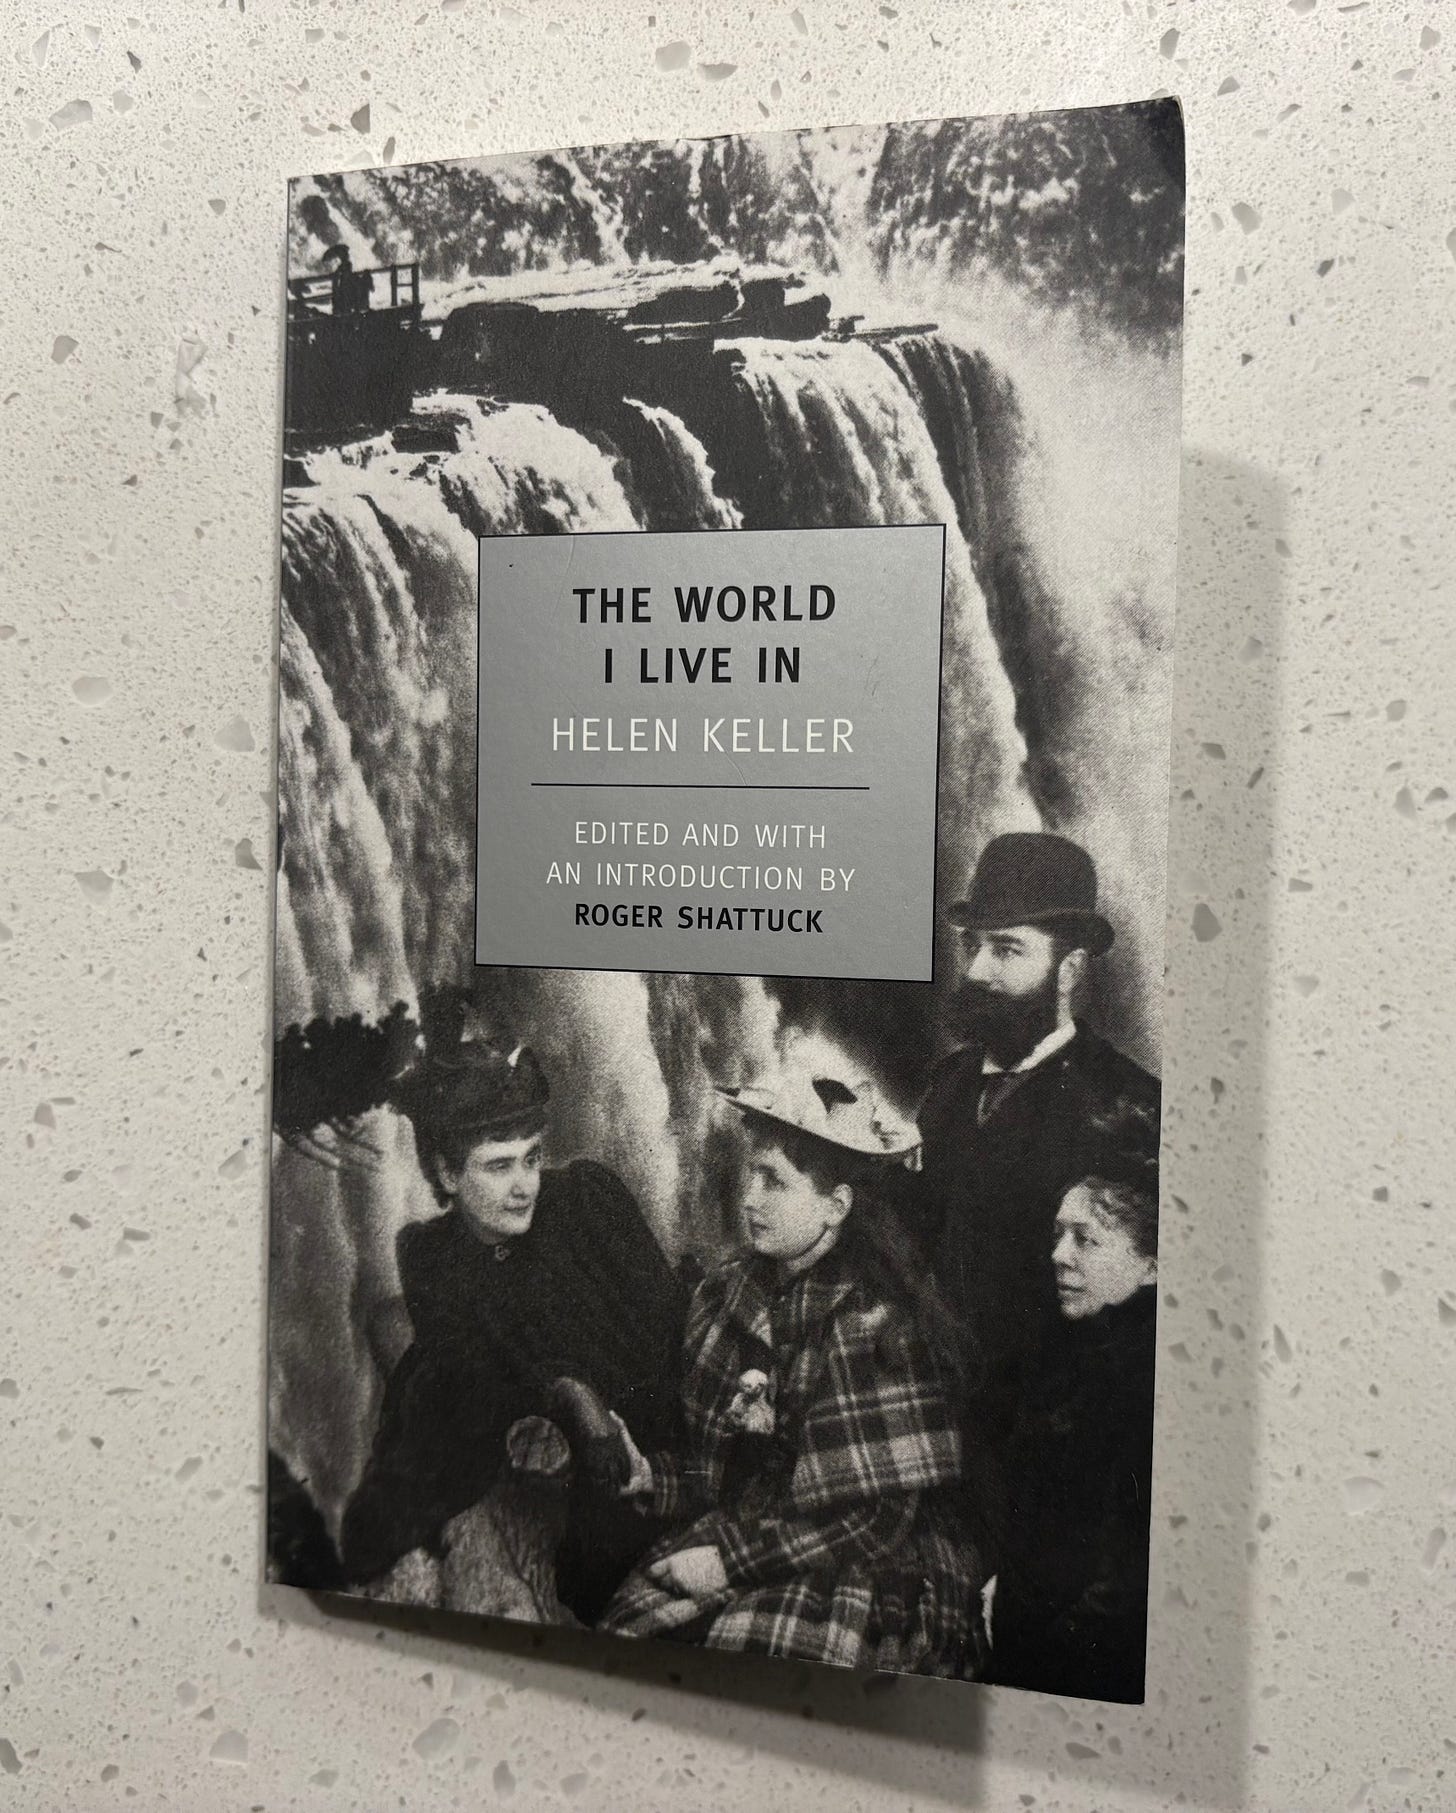 THE WORLD
I LIVE IN
HELEN KELLER
EDITED AND WITH
AN INTRODUCTION BY
ROGER SHATTUCK